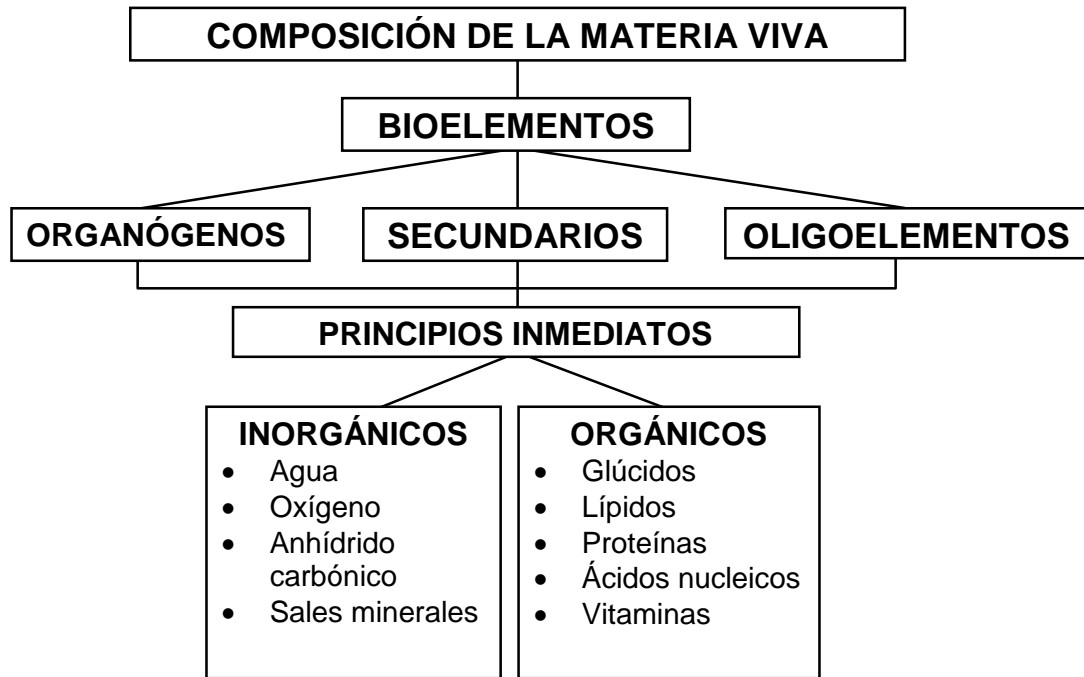 COMPOSICIÓN DE LA MATERIA VIVA
BIOELEMENTOS
ORGANÓGENOS
SECUNDARIOS
OLIGOELEMENTOS
PRINCIPIOS INMEDIATOS
INORGÁNICOS
• Agua
• Oxígeno
• Anhídrido
carbónico
• Sales minerales
ORGÁNICOS
• Glúcidos
• Lípidos
• Proteínas
• Ácidos nucleicos
• Vitaminas